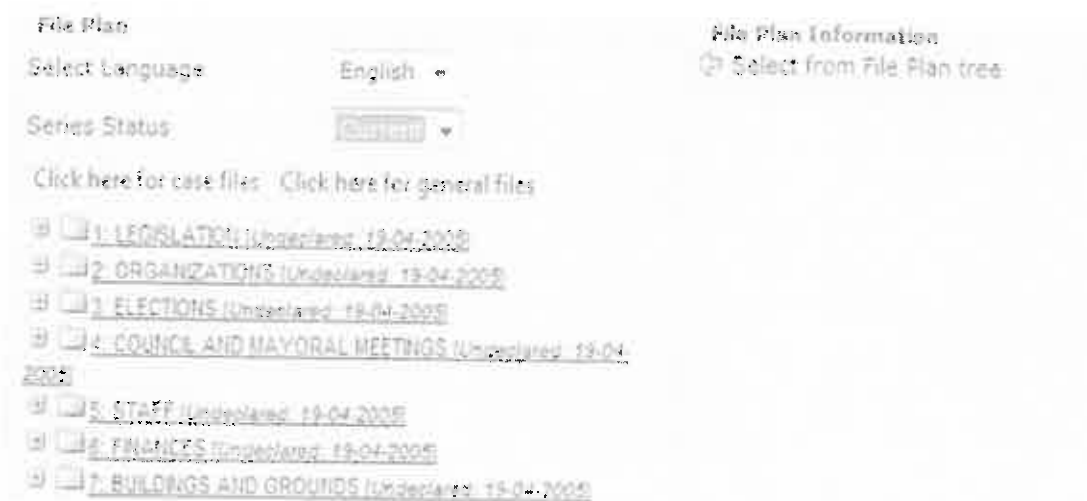 File Plan
File Plan Information
Select Language English
Select from File Plan tree
Series Status
Click here for case files Click here for general files
1: LEGISLATION (Undeclared: 19-04-2005)
2: ORGANIZATIONS (Undeclared: 19-04-2005)
3: ELECTIONS (Undeclared: 19-04-2005)
4: COUNCIL AND MAYORAL MEETINGS (Undeclared: 19-04-
2005)
5: STAFF (Undeclared: 19-04-2005)
6: FINANCES (Undeclared: 19-04-2005)
7: BUILDINGS AND GROUNDS (Undeclared: 19-04-2005)